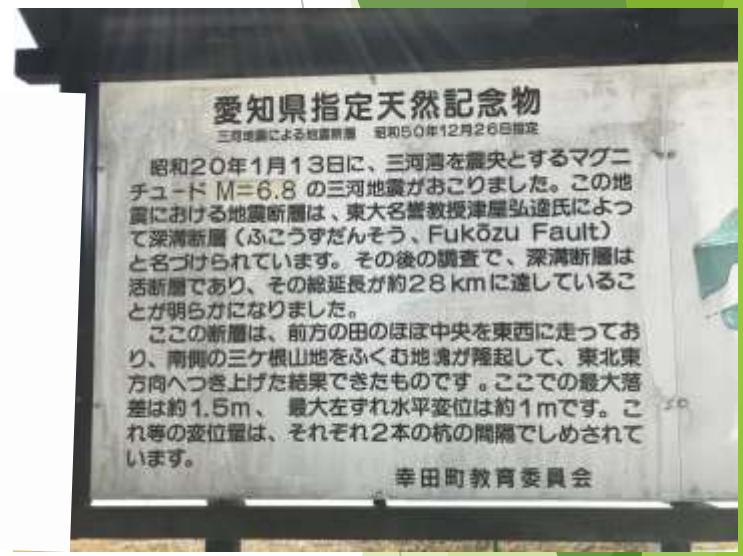 愛知県指定天然記念物
三河地震による地震断層 昭和50年12月26日指定
昭和20年1月13日に、三河湾を震央とするマグニ
チュード M=6.8 の三河地震がおこりました。この地
震における地震断層は、東大名誉教授津屋弘逵氏によっ
て深溝断層(ふこうずだんそう、Fukōzu Fault)
と名づけられています。その後の調査で、深溝断層は
活断層であり、その総延長が約28kmに達しているこ
とが明らかになりました。
ここの断層は、前方の田のほぼ中央を東西に走ってお
り、南側の三ケ根山地をふくむ地塊が隆起して、東北東
方向へつき上げた結果できたものです。ここでの最大落
差は約1.5m、最大左ずれ水平変位は約1mです。こ
れ等の変位量は、それぞれ2本の杭の間隔でしめされて
います。
幸田町教育委員会